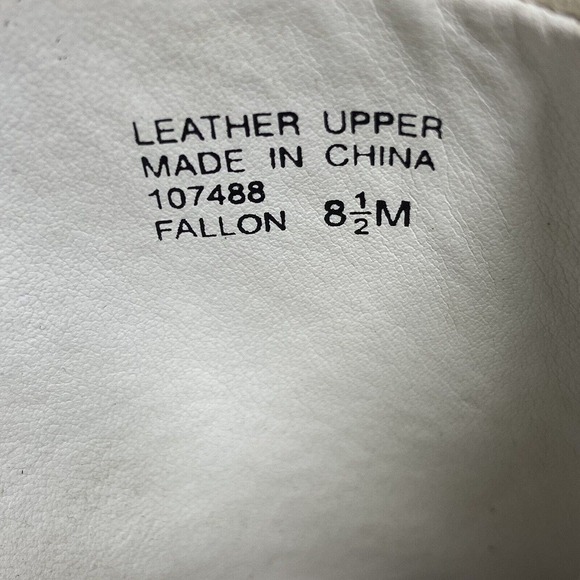 LEATHER UPPER
MADE IN CHINA
107488
FALLON 8½M